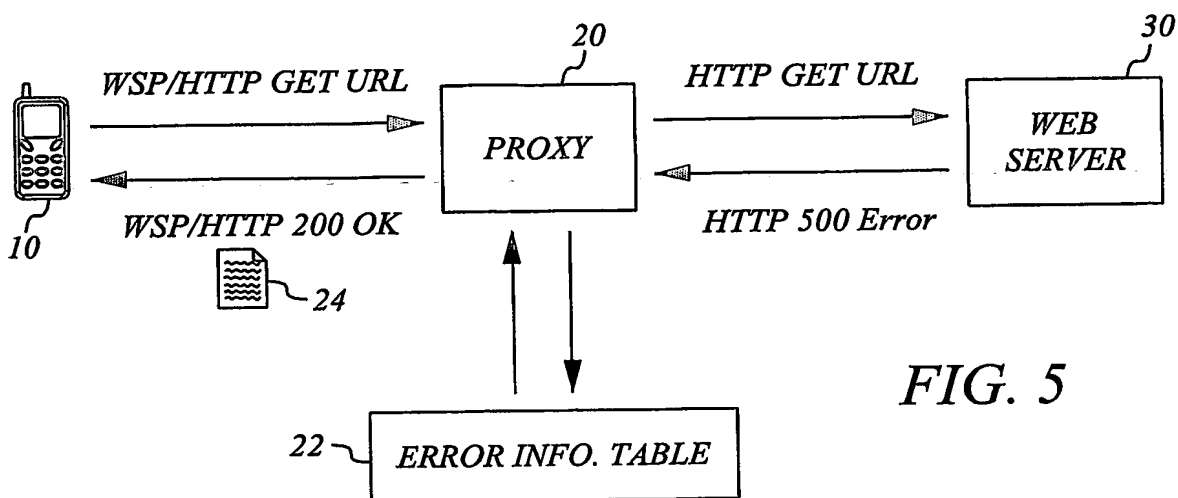 20
30
WSP/HTTP GET URL
HTTP GET URL
PROXY
WEB
SERVER
10
WSP/HTTP 200 OK
HTTP 500 Error
24
FIG. 5
22
ERROR INFO. TABLE